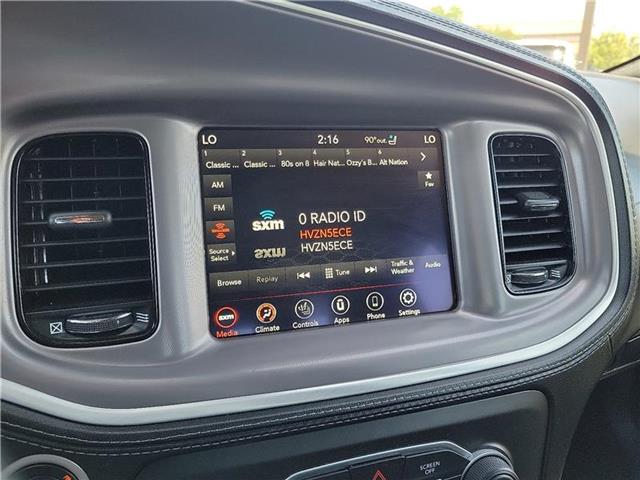 LO 2:16 90°out. LO
1 2 3 4 5 6
Classic ... Classic ... 80s on 8 Hair Nat... Ozzy's B... Alt Nation
AM
Fav
FM
sxm
0 RADIO ID
HVZN5ECE
HVZN5ECE
Source
Select
Browse Replay Tune Traffic &
Weather Audio
sxm
Media Climate Controls Apps Phone Settings
SCREEN
OFF